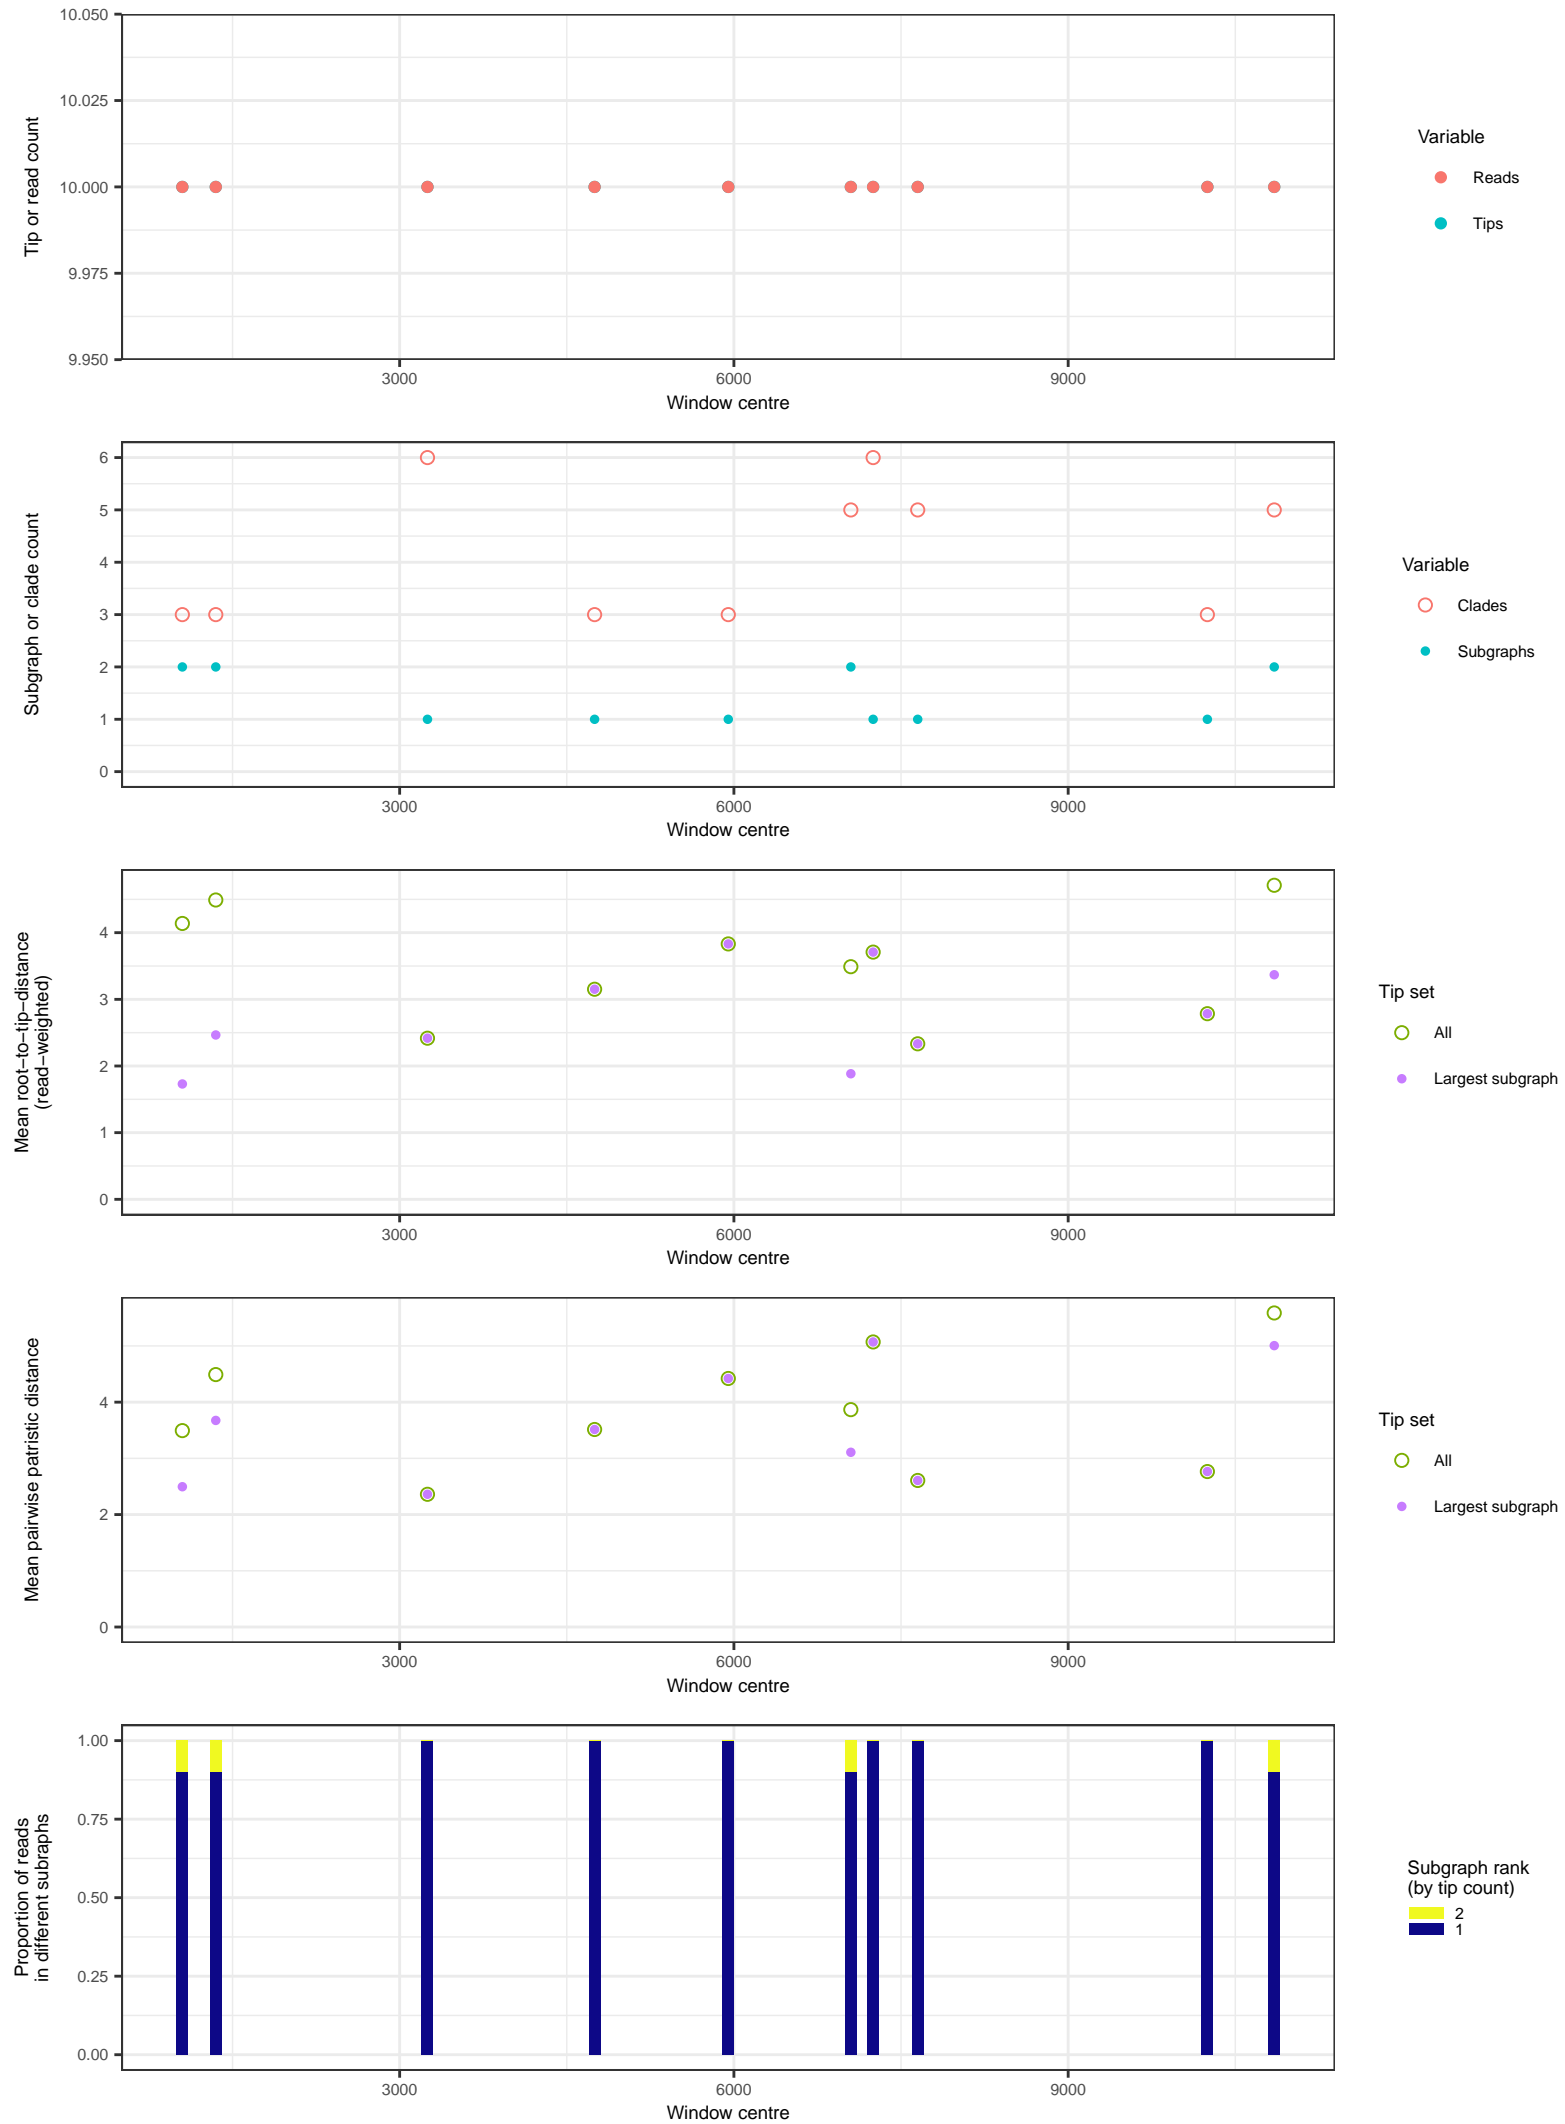 10.050
10.025
10.000
9.975
9.950
Tip or read count
3000
6000
9000
Window centre
Variable
Reads
Tips
6
5
4
3
2
1
0
Subgraph or clade count
3000
6000
9000
Window centre
Variable
Clades
Subgraphs
4
3
2
1
0
Mean root−to−tip−distance
(read−weighted)
3000
6000
9000
Window centre
Tip set
All
Largest subgraph
4
2
0
Mean pairwise patristic distance
3000
6000
9000
Window centre
Tip set
All
Largest subgraph
1.00
0.75
0.50
0.25
0.00
Proportion of reads
in different subraphs
3000
6000
9000
Window centre
Subgraph rank
(by tip count)
2
1